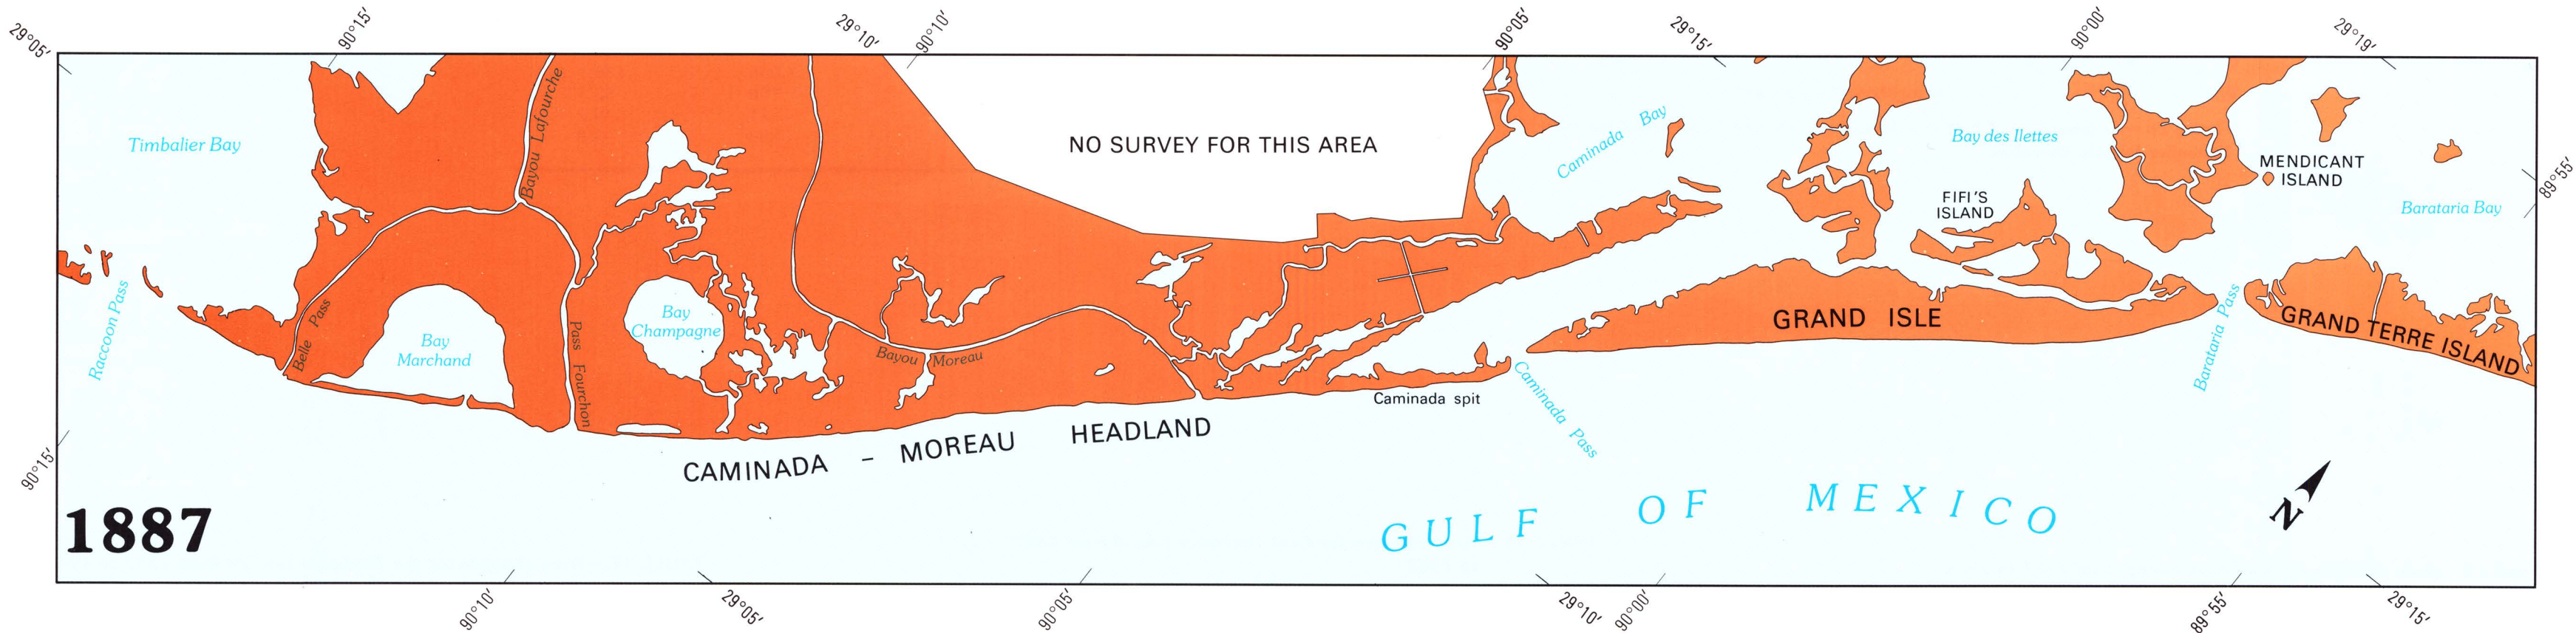 29°05′
90°15′
29°10′
90°10′
90°05′
29°15′
90°00′
29°19′
Timbalier Bay
Bayou Lafourche
NO SURVEY FOR THIS AREA
Caminada Bay
Bay des Ilettes
MENDICANT
ISLAND
89°55′
FIFI'S
ISLAND
Barataria Bay
Raccoon Pass
Belle Pass
Bay
Marchand
Pass Fourchon
Bay
Champagne
Bayou Moreau
GRAND ISLE
Barataria Pass
GRAND TERRE ISLAND
Caminada spit
Caminada Pass
CAMINADA – MOREAU HEADLAND
90°15′
1887
GULF OF MEXICO
N
90°10′
29°05′
90°05′
29°10′
90°00′
89°55′
29°15′